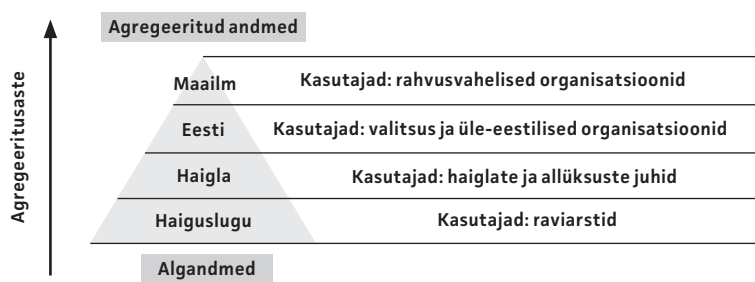 Agregeeritud andmed
Agregeeritusaste
Maailm Kasutajad: rahvusvahelised organisatsioonid
Eesti Kasutajad: valitsus ja üle-eestilised organisatsioonid
Haigla Kasutajad: haiglate ja allüksuste juhid
Haiguslugu Kasutajad: raviarstid
Algandmed